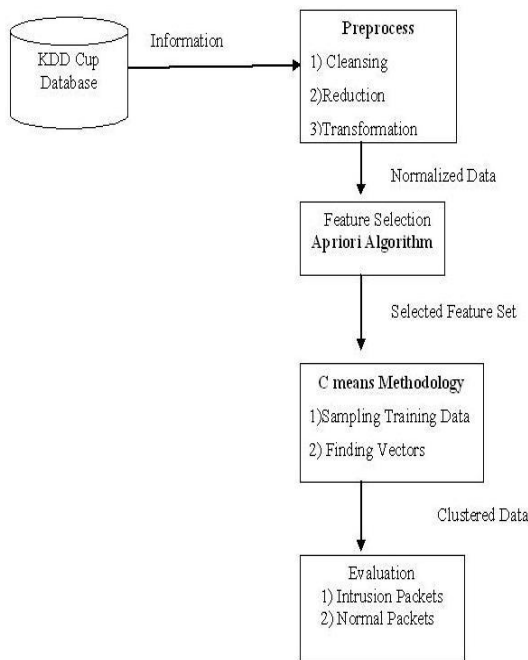 KDD Cup
Database
Information
Preprocess
1) Cleansing
2)Reduction
3)Transformation
Normalized Data
Feature Selection
Apriori Algorithm
Selected Feature Set
C means Methodology
1)Sampling Training Data
2) Finding Vectors
Clustered Data
Evaluation
1) Intrusion Packets
2) Normal Packets